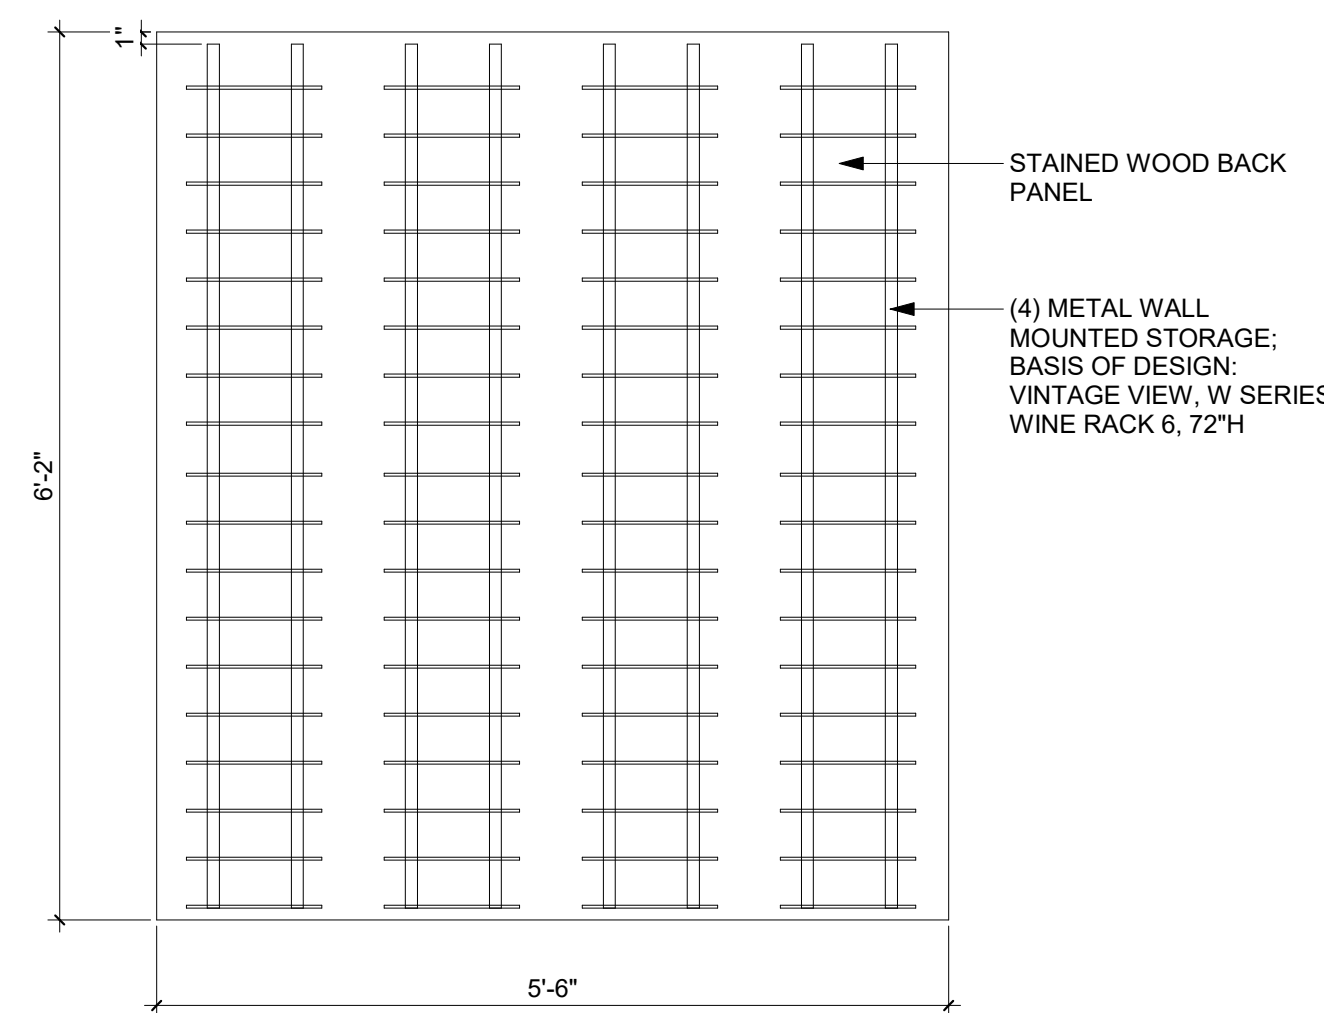 1"
STAINED WOOD BACK
PANEL
(4) METAL WALL
MOUNTED STORAGE;
BASIS OF DESIGN:
VINTAGE VIEW, W SERIES
WINE RACK 6, 72"H
6'-2"
5'-6"